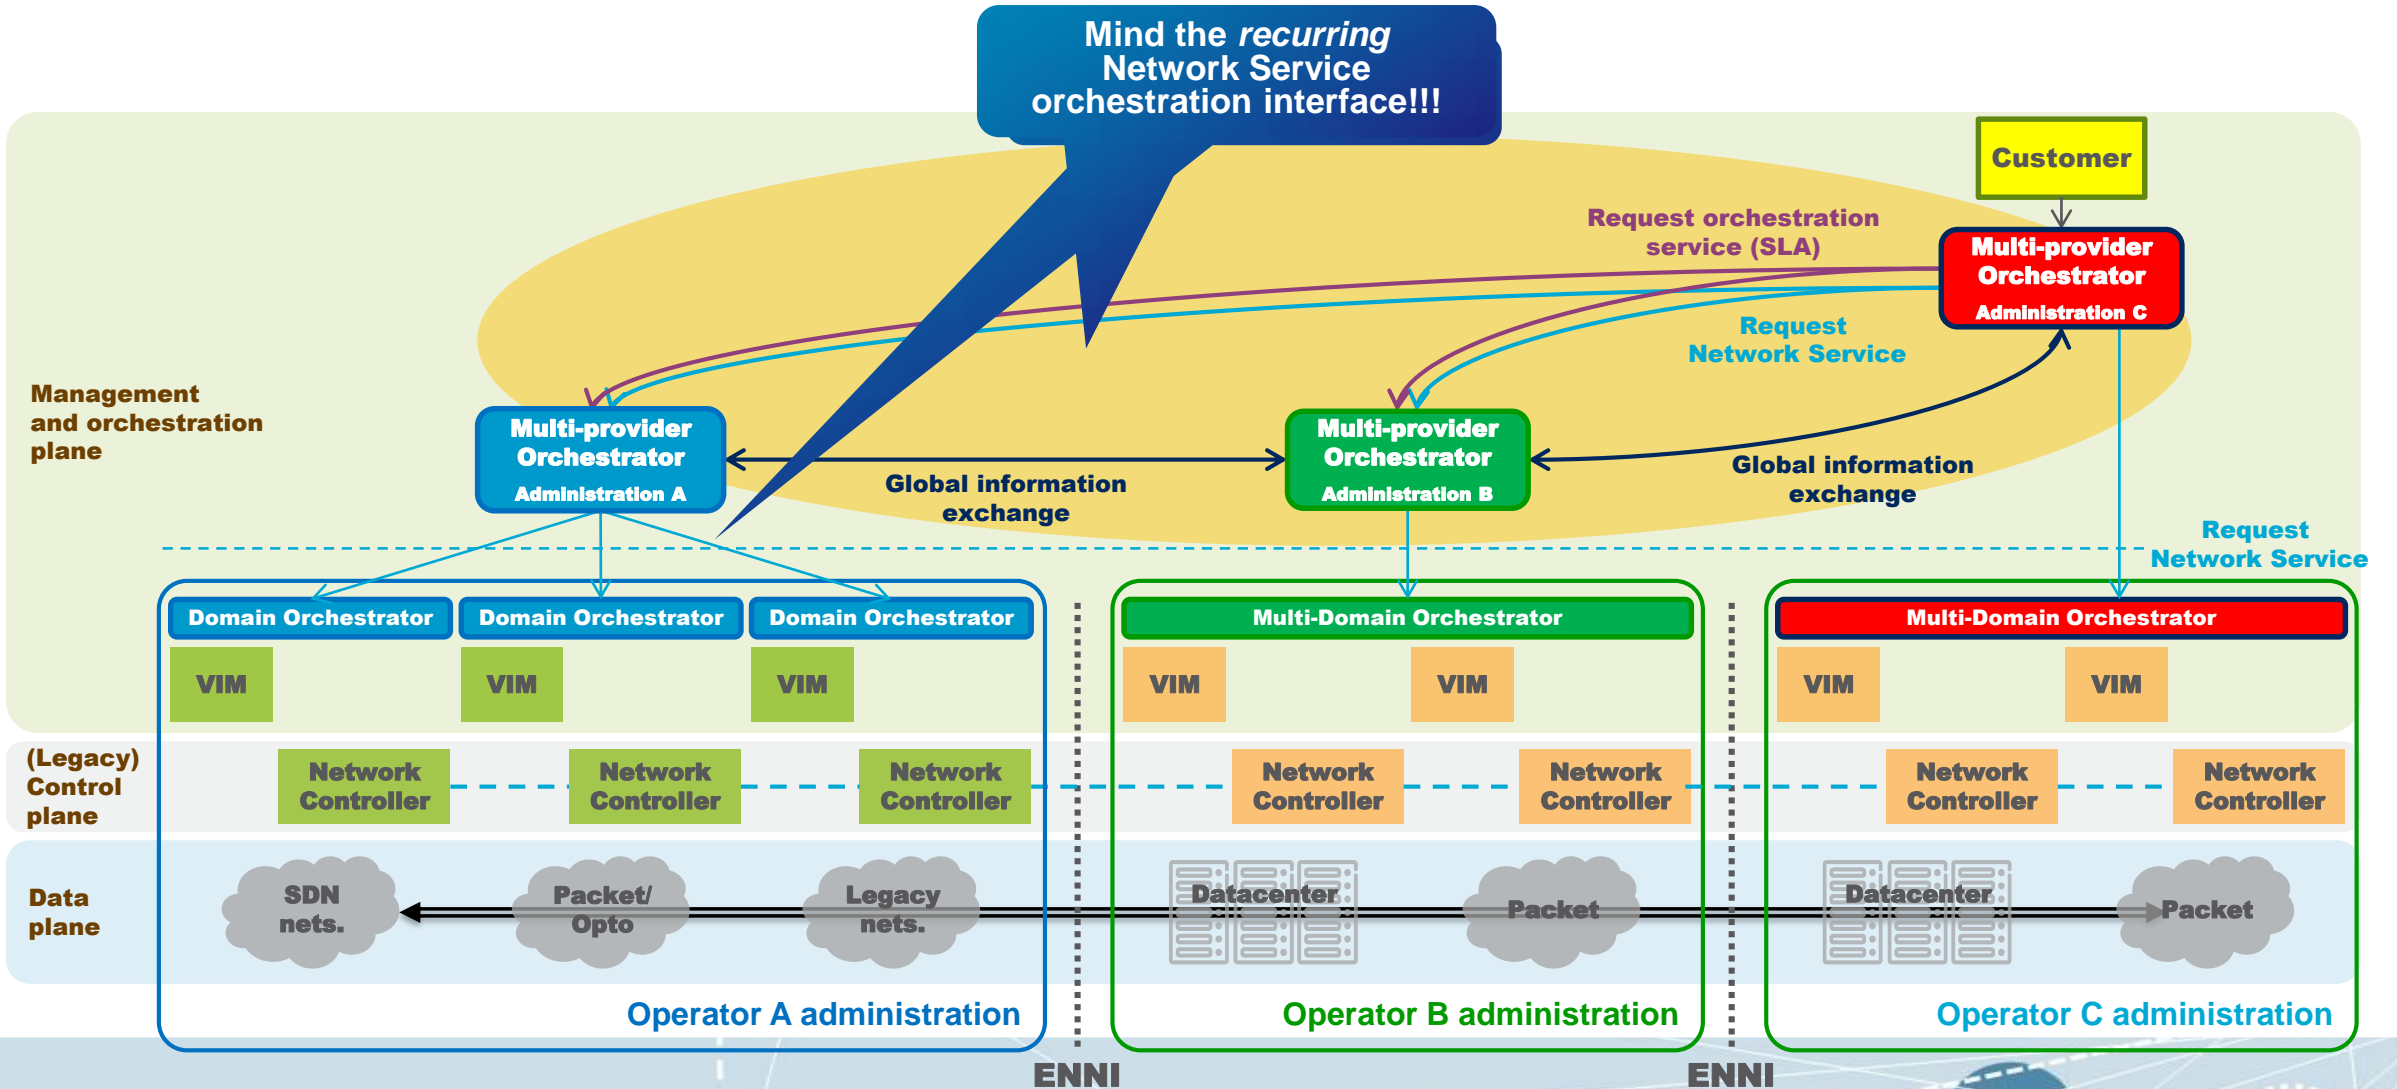 Mind the recurring
Network Service
orchestration interface!!!
Customer
Request orchestration
service (SLA)
Multi-provider
Orchestrator
Administration C
Request
Network Service
Management
and orchestration
plane
Multi-provider
Orchestrator
Administration A
Global information
exchange
Multi-provider
Orchestrator
Administration B
Global information
exchange
Request
Network Service
Domain Orchestrator
Domain Orchestrator
Domain Orchestrator
Multi-Domain Orchestrator
Multi-Domain Orchestrator
VIM
VIM
VIM
VIM
VIM
VIM
VIM
(Legacy)
Control
plane
Network
Controller
Network
Controller
Network
Controller
Network
Controller
Network
Controller
Network
Controller
Network
Controller
Data
plane
SDN
nets.
Packet/
Opto
Legacy
nets.
Datacenter
Packet
Datacenter
Packet
Operator A administration
Operator B administration
Operator C administration
ENNI
ENNI